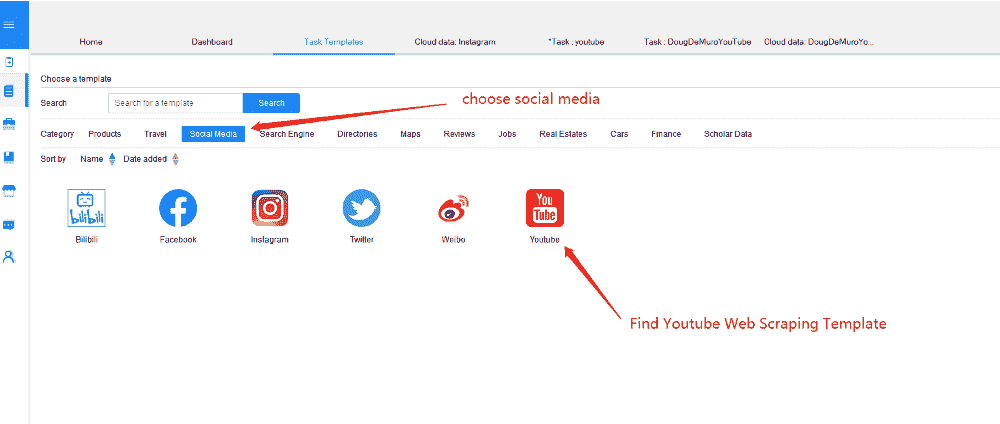 Home Dashboard Task Templates Cloud data: Instagram *Task : youtube Task : DougDeMuroYouTube Cloud data: DougDeMuroYo...
Choose a template
Search Search for a template Search
choose social media
Category Products Travel Social Media Search Engine Directories Maps Reviews Jobs Real Estates Cars Finance Scholar Data
Sort by Name Date added
bilibili
You
Tube
Bilibili Facebook Instagram Twitter Weibo Youtube
Find Youtube Web Scraping Template